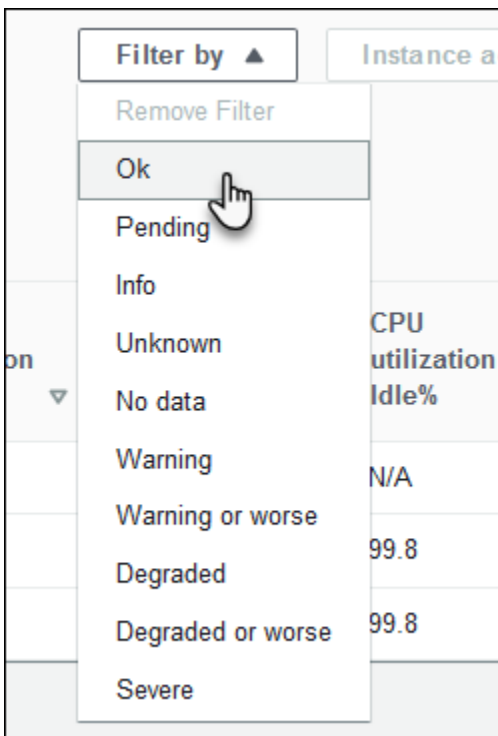 Filter by ▲
Instance a
Remove Filter
Ok
Pending
Info
Unknown
No data
Warning
Warning or worse
Degraded
Degraded or worse
Severe
on
CPU
utilization
Idle%
N/A
99.8
99.8